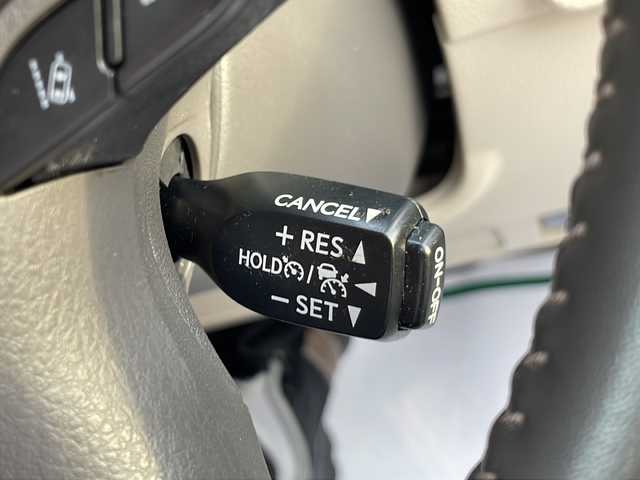 CANCEL▼
+ RES ▲
HOLD / ◀
− SET ▼
ON-OFF